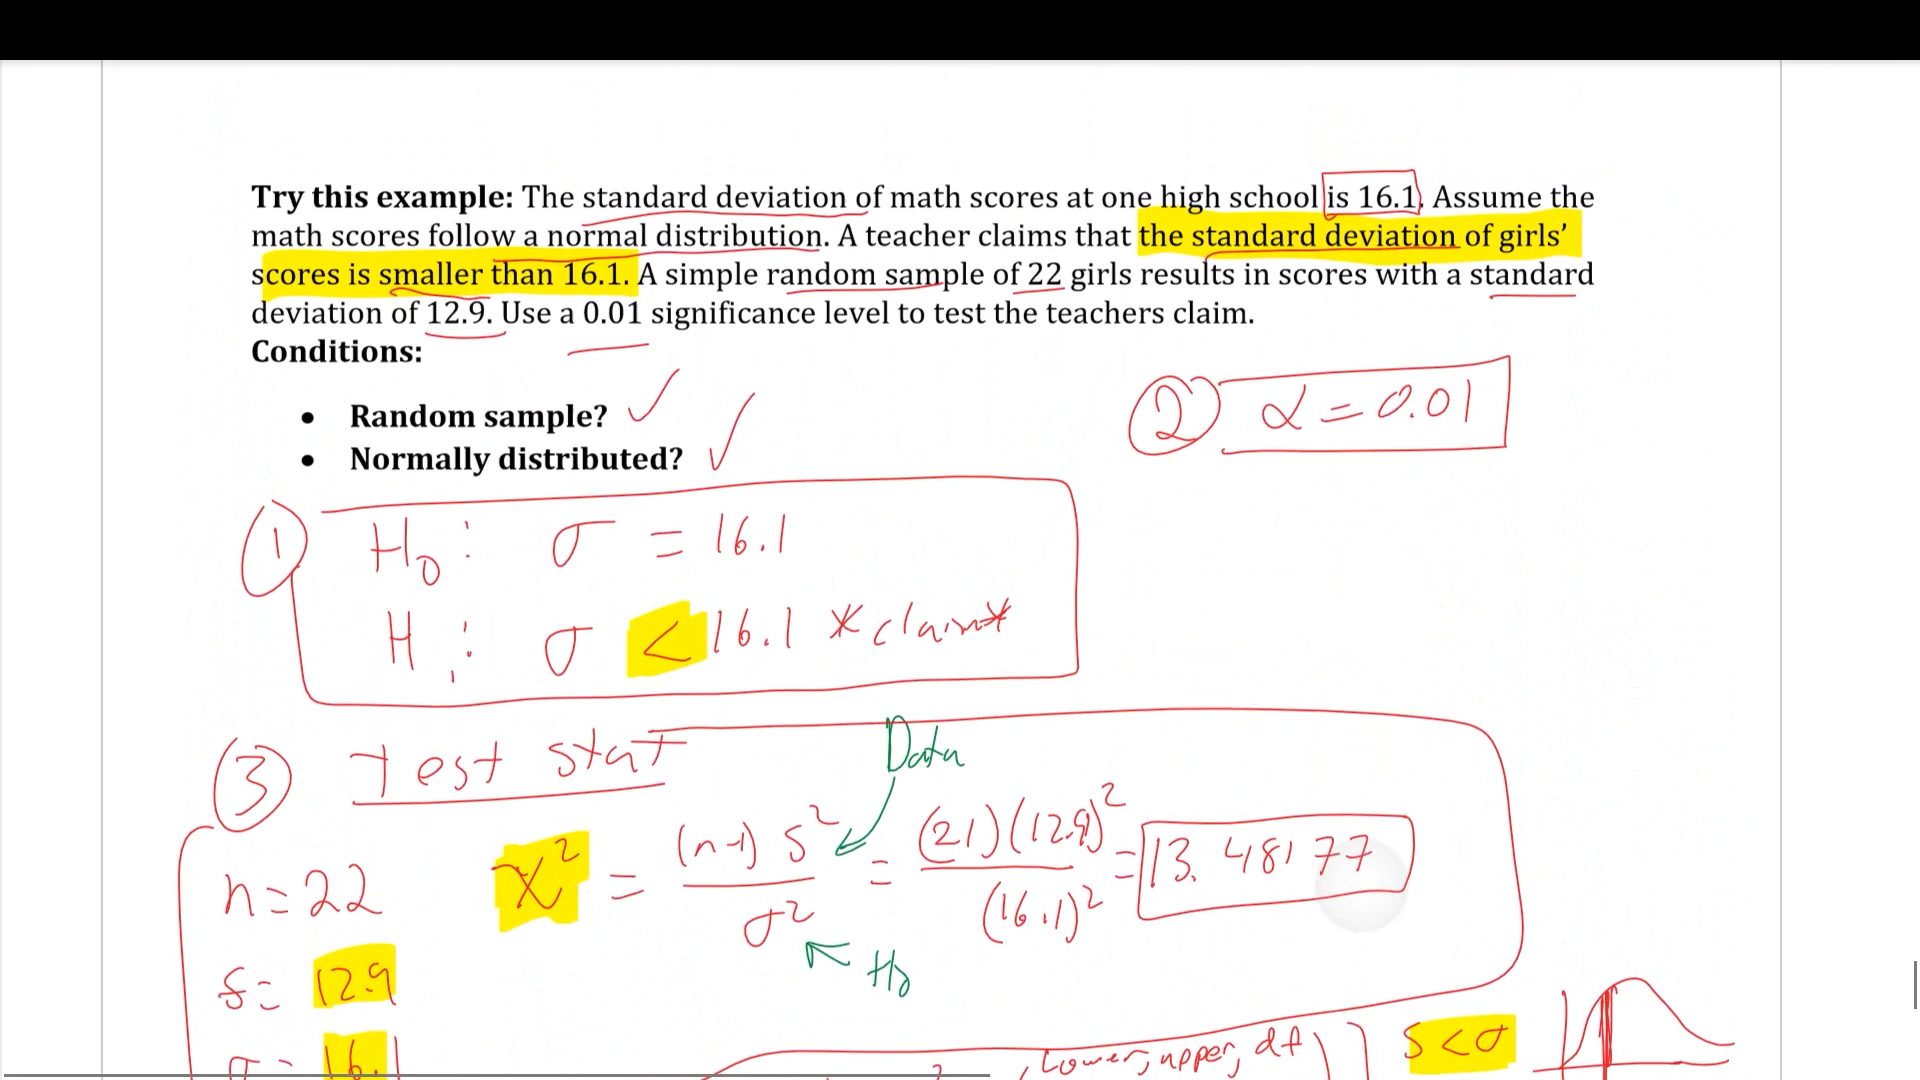 Try this example: The standard deviation of math scores at one high school is 16.1. Assume the
math scores follow a normal distribution. A teacher claims that the standard deviation of girls’
scores is smaller than 16.1. A simple random sample of 22 girls results in scores with a standard
deviation of 12.9. Use a 0.01 significance level to test the teachers claim.
Conditions:
• Random sample? ✓
• Normally distributed? ✓
② α = 0.01
① H₀: σ = 16.1
H₁: σ < 16.1 *claim*
③ Test stat
Data
χ² = (n-1) s² / σ² = (21)(12.9)² / (16.1)² = 13.48177
n = 22
H₀
s = 12.9
σ = 16.1
, Lower, upper, df )
s < σ